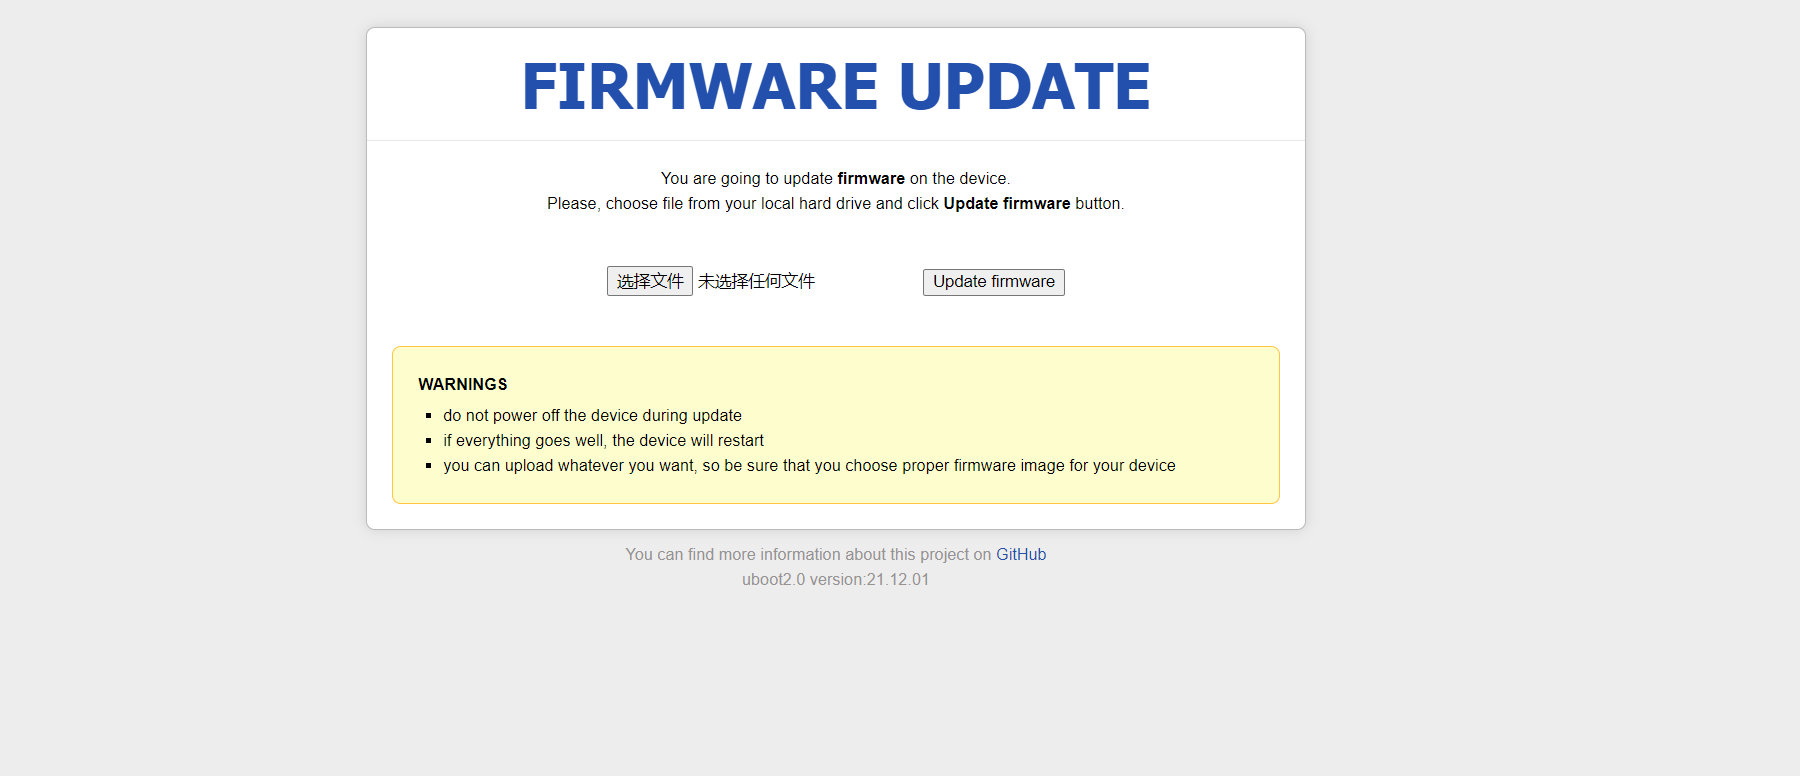 FIRMWARE UPDATE
You are going to update firmware on the device.
Please, choose file from your local hard drive and click Update firmware button.
选择文件 未选择任何文件 Update firmware
WARNINGS
do not power off the device during update
if everything goes well, the device will restart
you can upload whatever you want, so be sure that you choose proper firmware image for your device
You can find more information about this project on GitHub
uboot2.0 version:21.12.01